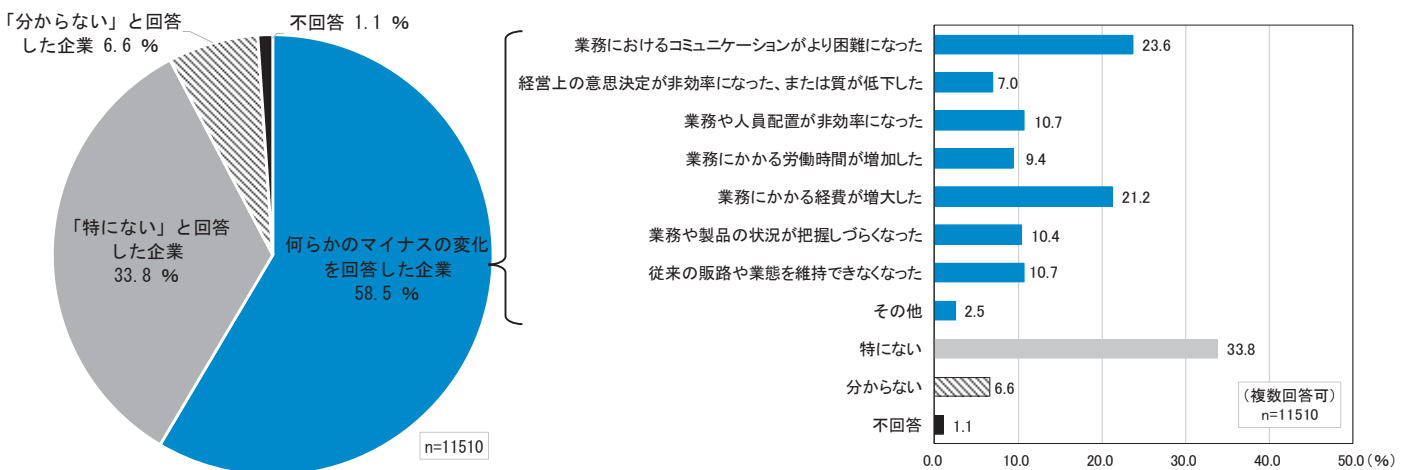 「分からない」と回答
した企業 6.6 %
不回答 1.1 %
「特にない」と回答
した企業
33.8 %
何らかのマイナスの変化
を回答した企業
58.5 %
n=11510
業務におけるコミュニケーションがより困難になった 23.6
経営上の意思決定が非効率になった、または質が低下した 7.0
業務や人員配置が非効率になった 10.7
業務にかかる労働時間が増加した 9.4
業務にかかる経費が増大した 21.2
業務や製品の状況が把握しづらくなった 10.4
従来の販路や業態を維持できなくなった 10.7
その他 2.5
特にない 33.8
分からない 6.6
不回答 1.1
（複数回答可）
n=11510
0.0 10.0 20.0 30.0 40.0 50.0(%)